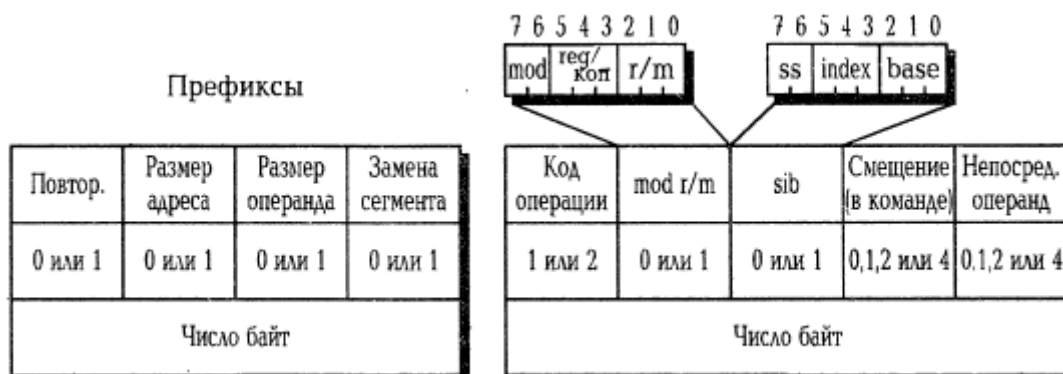 7 6 5 4 3 2 1 0
7 6 5 4 3 2 1 0
mod reg/коп r/m
ss index base
Префиксы
Повтор. Размер адреса Размер операнда Замена сегмента
Код операции mod r/m sib Смещение (в команде) Непосред. операнд
0 или 1 0 или 1 0 или 1 0 или 1
1 или 2 0 или 1 0 или 1 0,1,2 или 4 0.1,2 или 4
Число байт
Число байт